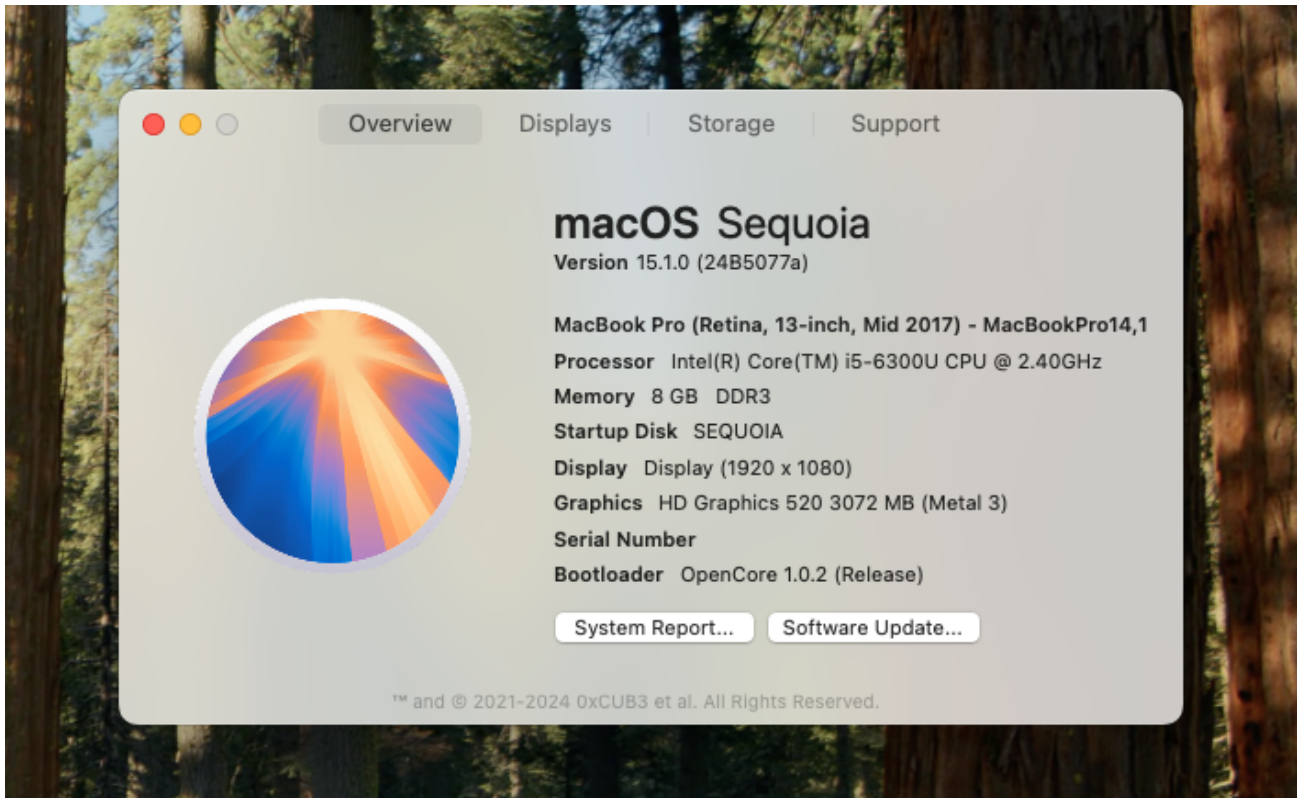 Overview Displays Storage Support
macOS Sequoia
Version 15.1.0 (24B5077a)
MacBook Pro (Retina, 13-inch, Mid 2017) - MacBookPro14,1
Processor Intel(R) Core(TM) i5-6300U CPU @ 2.40GHz
Memory 8 GB DDR3
Startup Disk SEQUOIA
Display Display (1920 x 1080)
Graphics HD Graphics 520 3072 MB (Metal 3)
Serial Number
Bootloader OpenCore 1.0.2 (Release)
System Report... Software Update...
™ and © 2021-2024 0xCUB3 et al. All Rights Reserved.